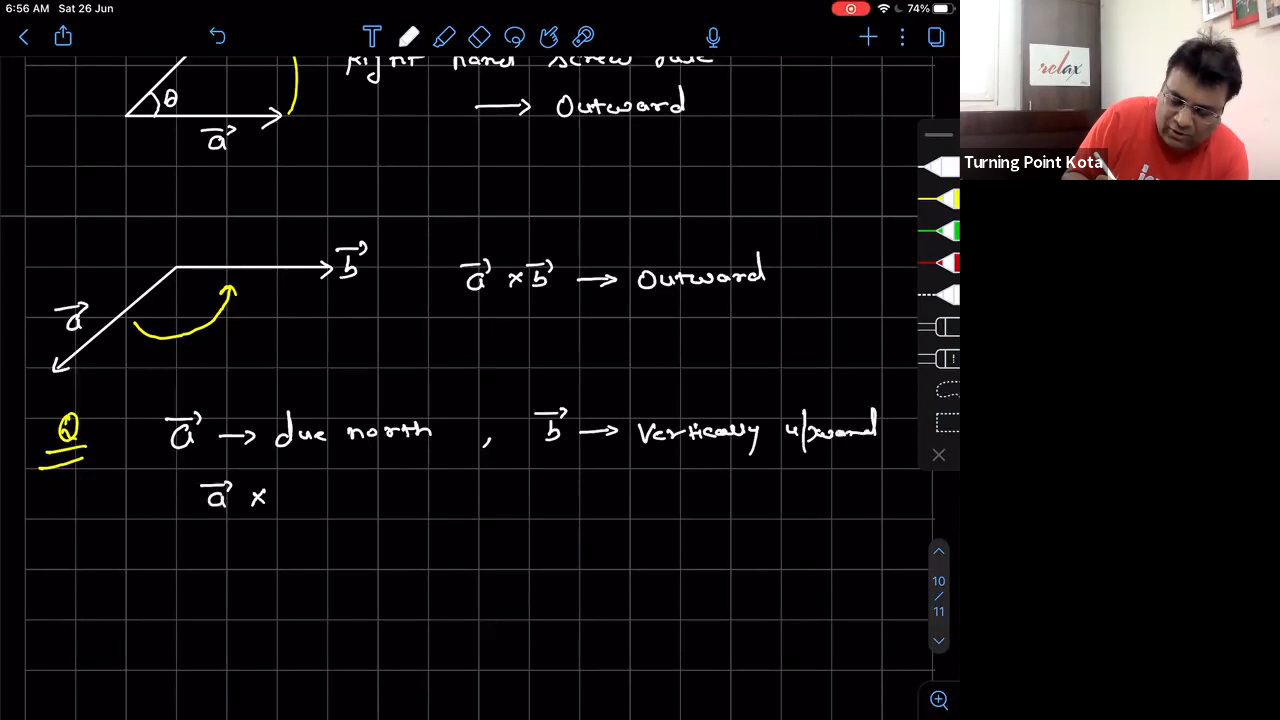 6:56 AM Sat 26 Jun
74%
relax
Turning Point Kota
Right hand screw rule
θ
→ Outward
a⃗
b⃗
a⃗ × b⃗ → Outward
a⃗
Q a⃗ → due north , b⃗ → Vertically upward
a⃗ ×
10
/
11